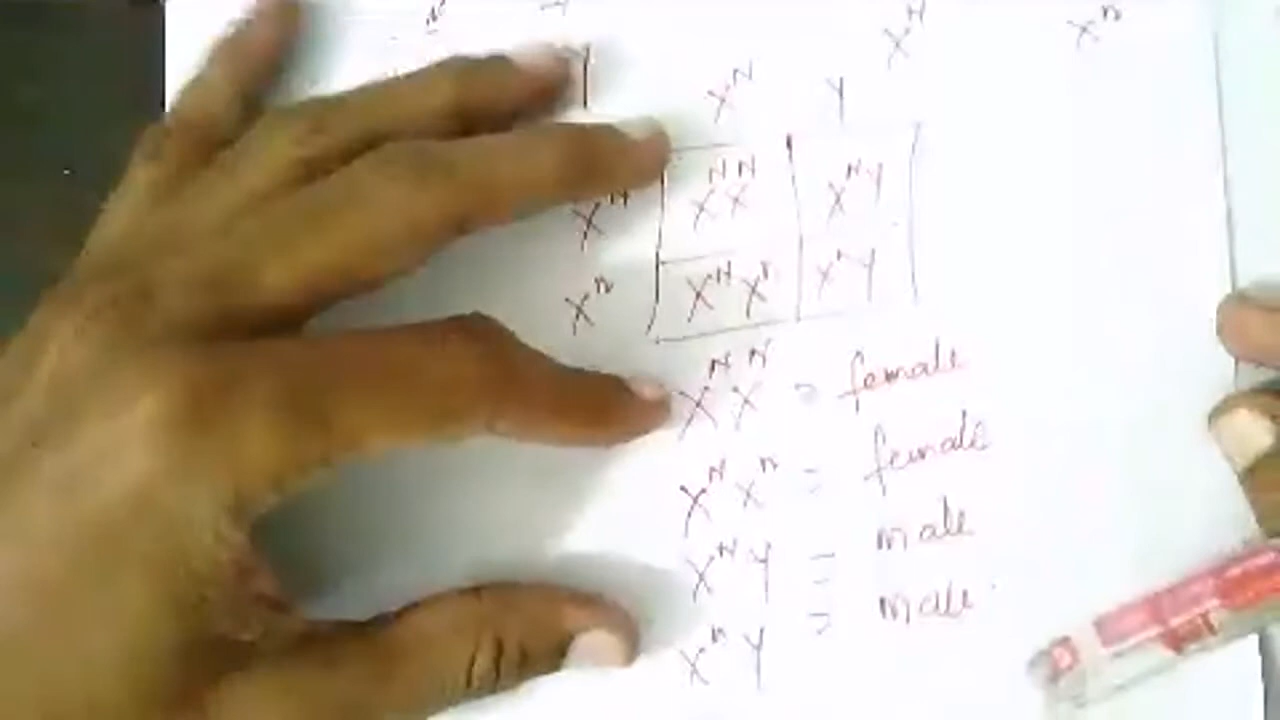 X^N X^n
Y X^N Y
X^N X^N X^N X^N Y
X^n X^N X^n X^n Y
X^N X^N = female
X^N X^n = female
X^N Y = male
X^n Y = male